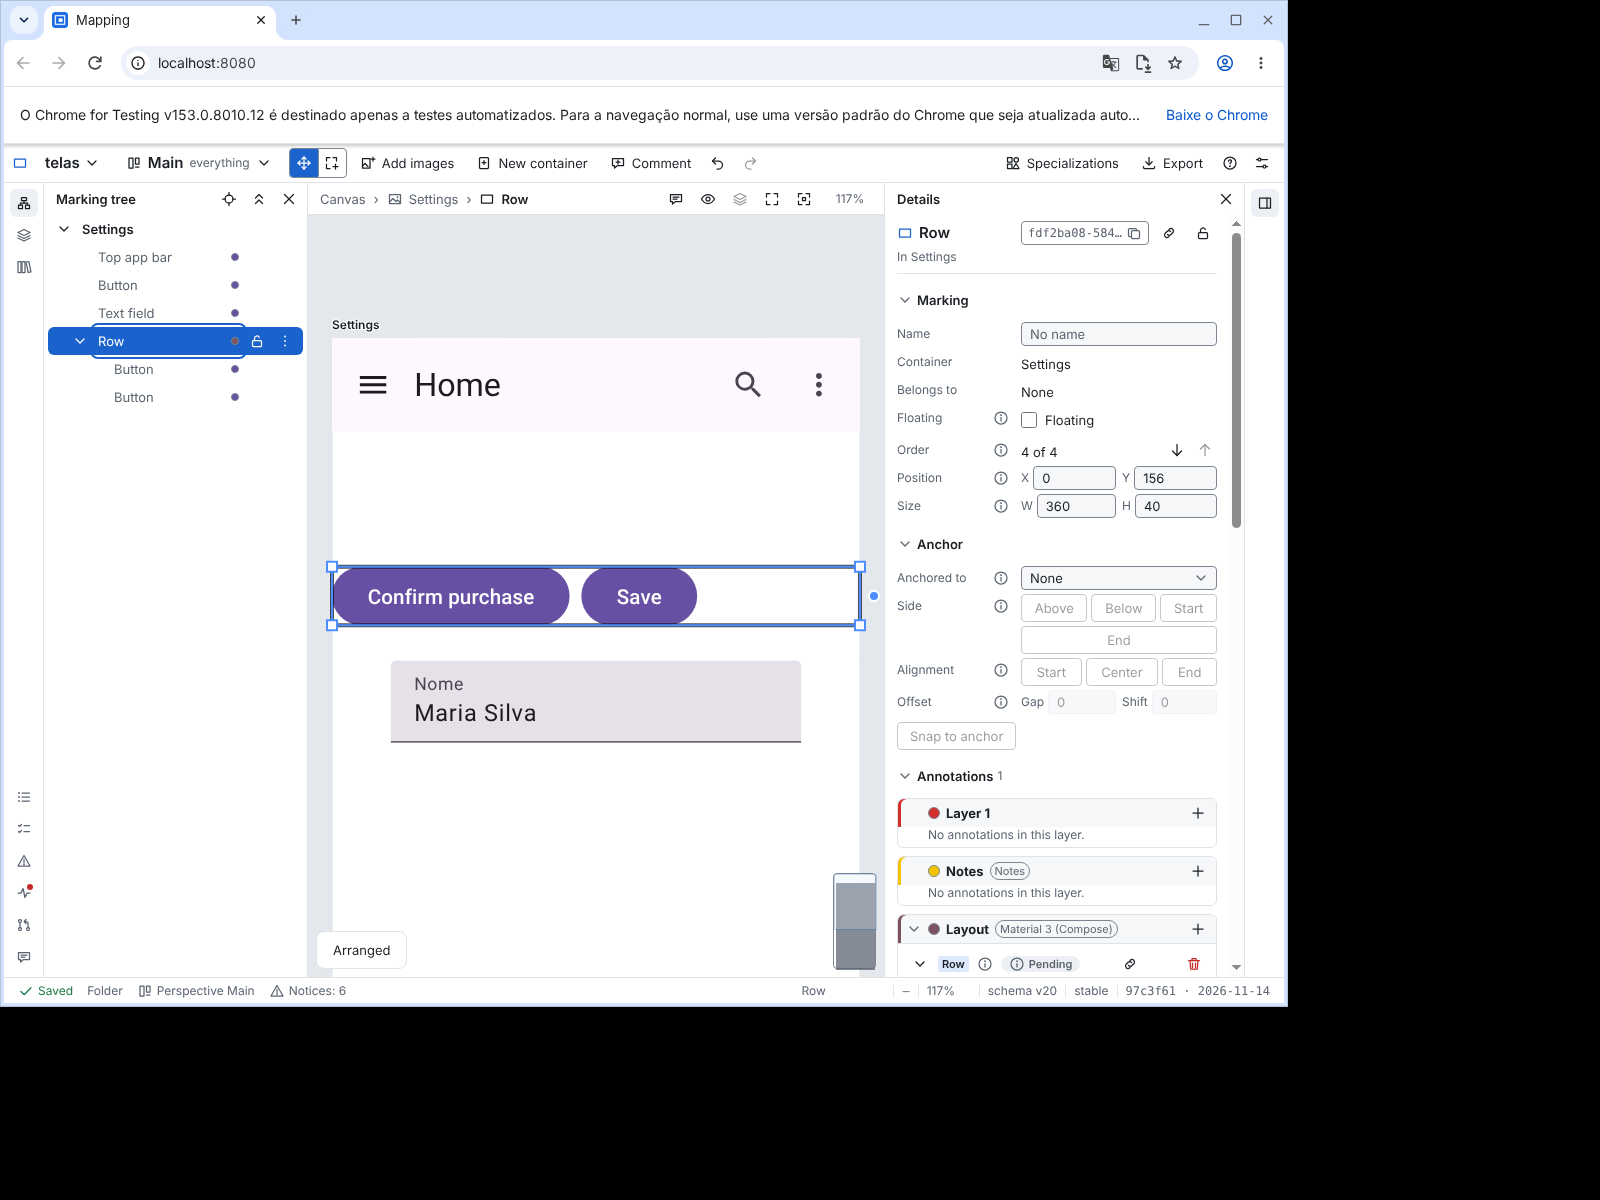 Mapping
localhost:8080
O Chrome for Testing v153.0.8010.12 é destinado apenas a testes automatizados. Para a navegação normal, use uma versão padrão do Chrome que seja atualizada auto...
Baixe o Chrome
telas
Main everything
Add images
New container
Comment
Specializations
Export
Marking tree
Canvas › Settings › Row
117%
Details
Settings
Top app bar
Button
Text field
Row
Button
Button
Settings
Home
Confirm purchase
Save
Nome
Maria Silva
Arranged
Row
fdf2ba08-584…
In Settings
Marking
Name No name
Container Settings
Belongs to None
Floating Floating
Order 4 of 4
Position X 0 Y 156
Size W 360 H 40
Anchor
Anchored to None
Side Above Below Start
End
Alignment Start Center End
Offset Gap 0 Shift 0
Snap to anchor
Annotations 1
Layer 1
No annotations in this layer.
Notes Notes
No annotations in this layer.
Layout Material 3 (Compose)
Row Pending
Saved
Folder
Perspective Main
Notices: 6
Row
–
117%
schema v20
stable
97c3f61 · 2026-11-14